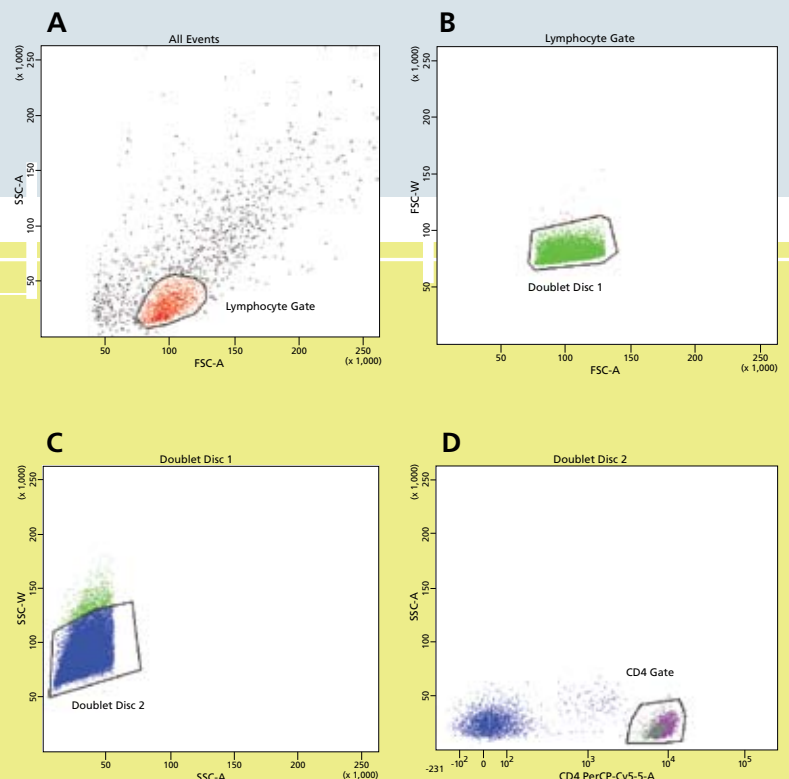 A
All Events
(x 1,000)
250
200
150
100
50
SSC-A
Lymphocyte Gate
50 100 150 200 250
FSC-A
(x 1,000)
B
Lymphocyte Gate
(x 1,000)
250
200
150
100
50
FSC-W
Doublet Disc 1
50 100 150 200 250
FSC-A
(x 1,000)
C
Doublet Disc 1
(x 1,000)
250
200
150
100
50
SSC-W
Doublet Disc 2
50 100 150 200 250
SSC-A
(x 1,000)
D
Doublet Disc 2
(x 1,000)
250
200
150
100
50
SSC-A
CD4 Gate
-231 -10² 0 10² 10³ 10⁴ 10⁵
CD4 PerCP-Cy5-5-A